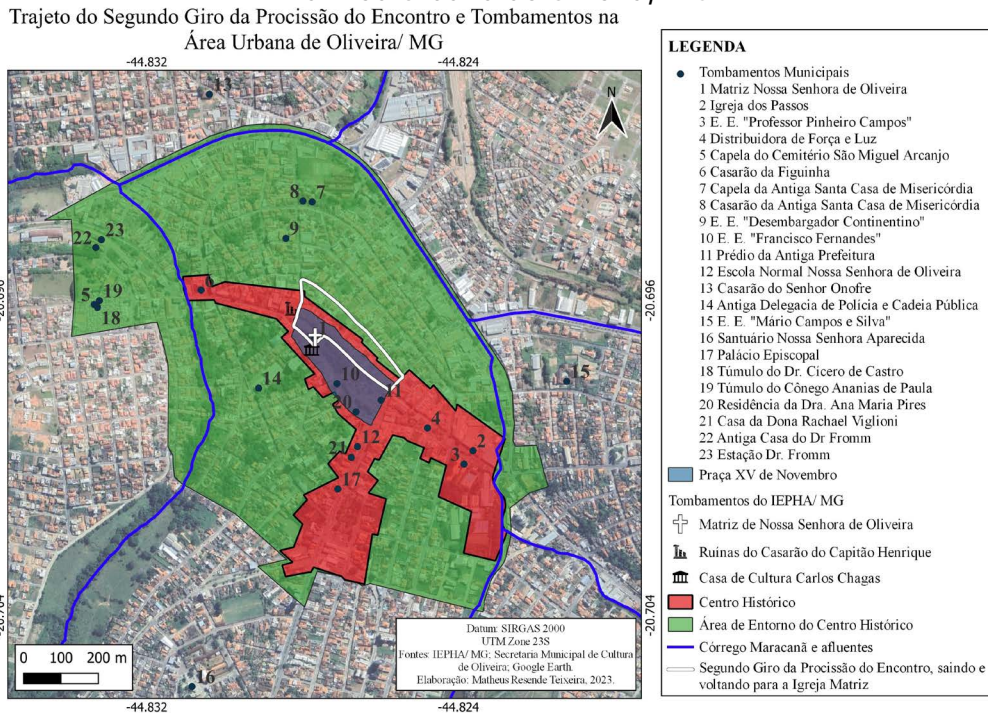 Trajeto do Segundo Giro da Procissão do Encontro e Tombamentos na
Área Urbana de Oliveira/ MG
-44.832
-44.824
N
13
8
7
9
22
23
5
19
18
14
10
20
11
12
21
17
4
2
3
15
16
-20.696
-20.696
-20.704
-20.704
0 100 200 m
-44.832
-44.824
Datum: SIRGAS 2000
UTM Zone 23S
Fontes: IEPHA/ MG; Secretaria Municipal de Cultura
de Oliveira; Google Earth.
Elaboração: Matheus Resende Teixeira, 2023.
LEGENDA
Tombamentos Municipais
1 Matriz Nossa Senhora de Oliveira
2 Igreja dos Passos
3 E. E. "Professor Pinheiro Campos"
4 Distribuidora de Força e Luz
5 Capela do Cemitério São Miguel Arcanjo
6 Casarão da Figuinha
7 Capela da Antiga Santa Casa de Misericórdia
8 Casarão da Antiga Santa Casa de Misericórdia
9 E. E. "Desembargador Continentino"
10 E. E. "Francisco Fernandes"
11 Prédio da Antiga Prefeitura
12 Escola Normal Nossa Senhora de Oliveira
13 Casarão do Senhor Onofre
14 Antiga Delegacia de Polícia e Cadeia Pública
15 E. E. "Mário Campos e Silva"
16 Santuário Nossa Senhora Aparecida
17 Palácio Episcopal
18 Túmulo do Dr. Cicero de Castro
19 Túmulo do Cônego Ananias de Paula
20 Residência da Dra. Ana Maria Pires
21 Casa da Dona Rachael Viglioni
22 Antiga Casa do Dr Fromm
23 Estação Dr. Fromm
Praça XV de Novembro
Tombamentos do IEPHA/ MG
Matriz de Nossa Senhora de Oliveira
Ruinas do Casarão do Capitão Henrique
Casa de Cultura Carlos Chagas
Centro Histórico
Área de Entorno do Centro Histórico
Córrego Maracanã e afluentes
Segundo Giro da Procissão do Encontro, saindo e
voltando para a Igreja Matriz